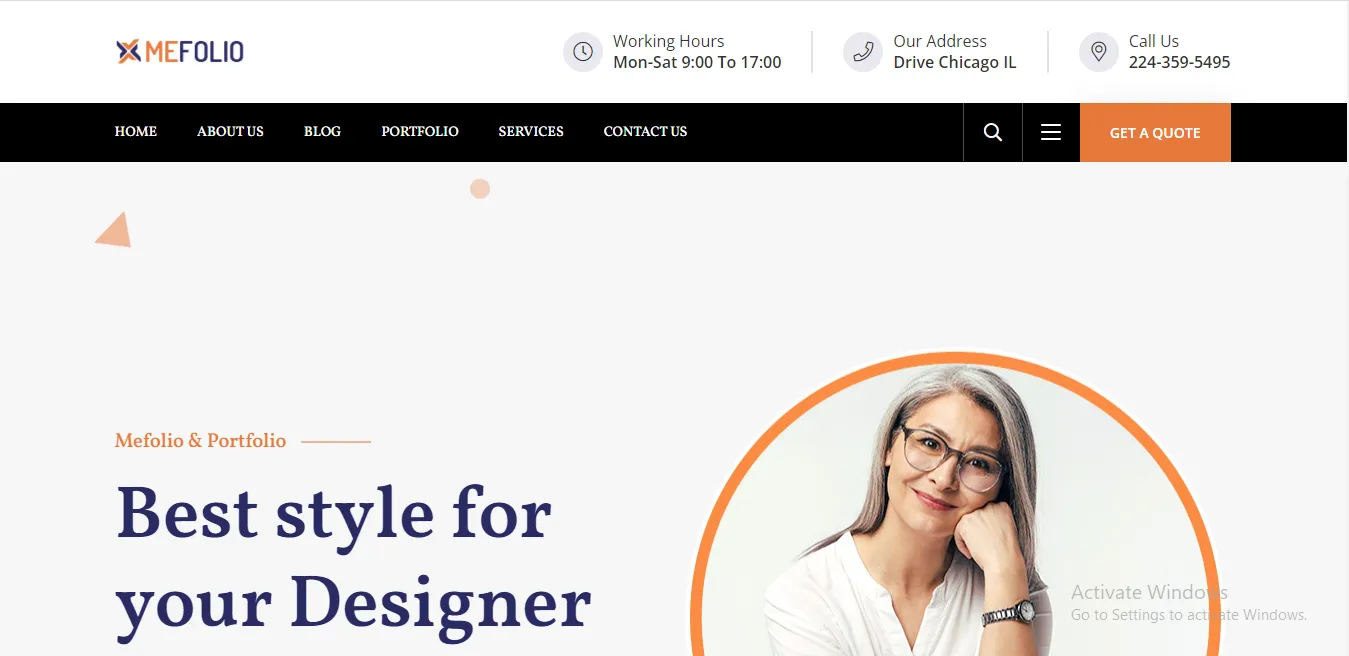 MEFOLIO
Working Hours
Mon-Sat 9:00 To 17:00
Our Address
Drive Chicago IL
Call Us
224-359-5495
HOME ABOUT US BLOG PORTFOLIO SERVICES CONTACT US
GET A QUOTE
Mefolio & Portfolio
Best style for
your Designer
Activate Windows
Go to Settings to activate Windows.